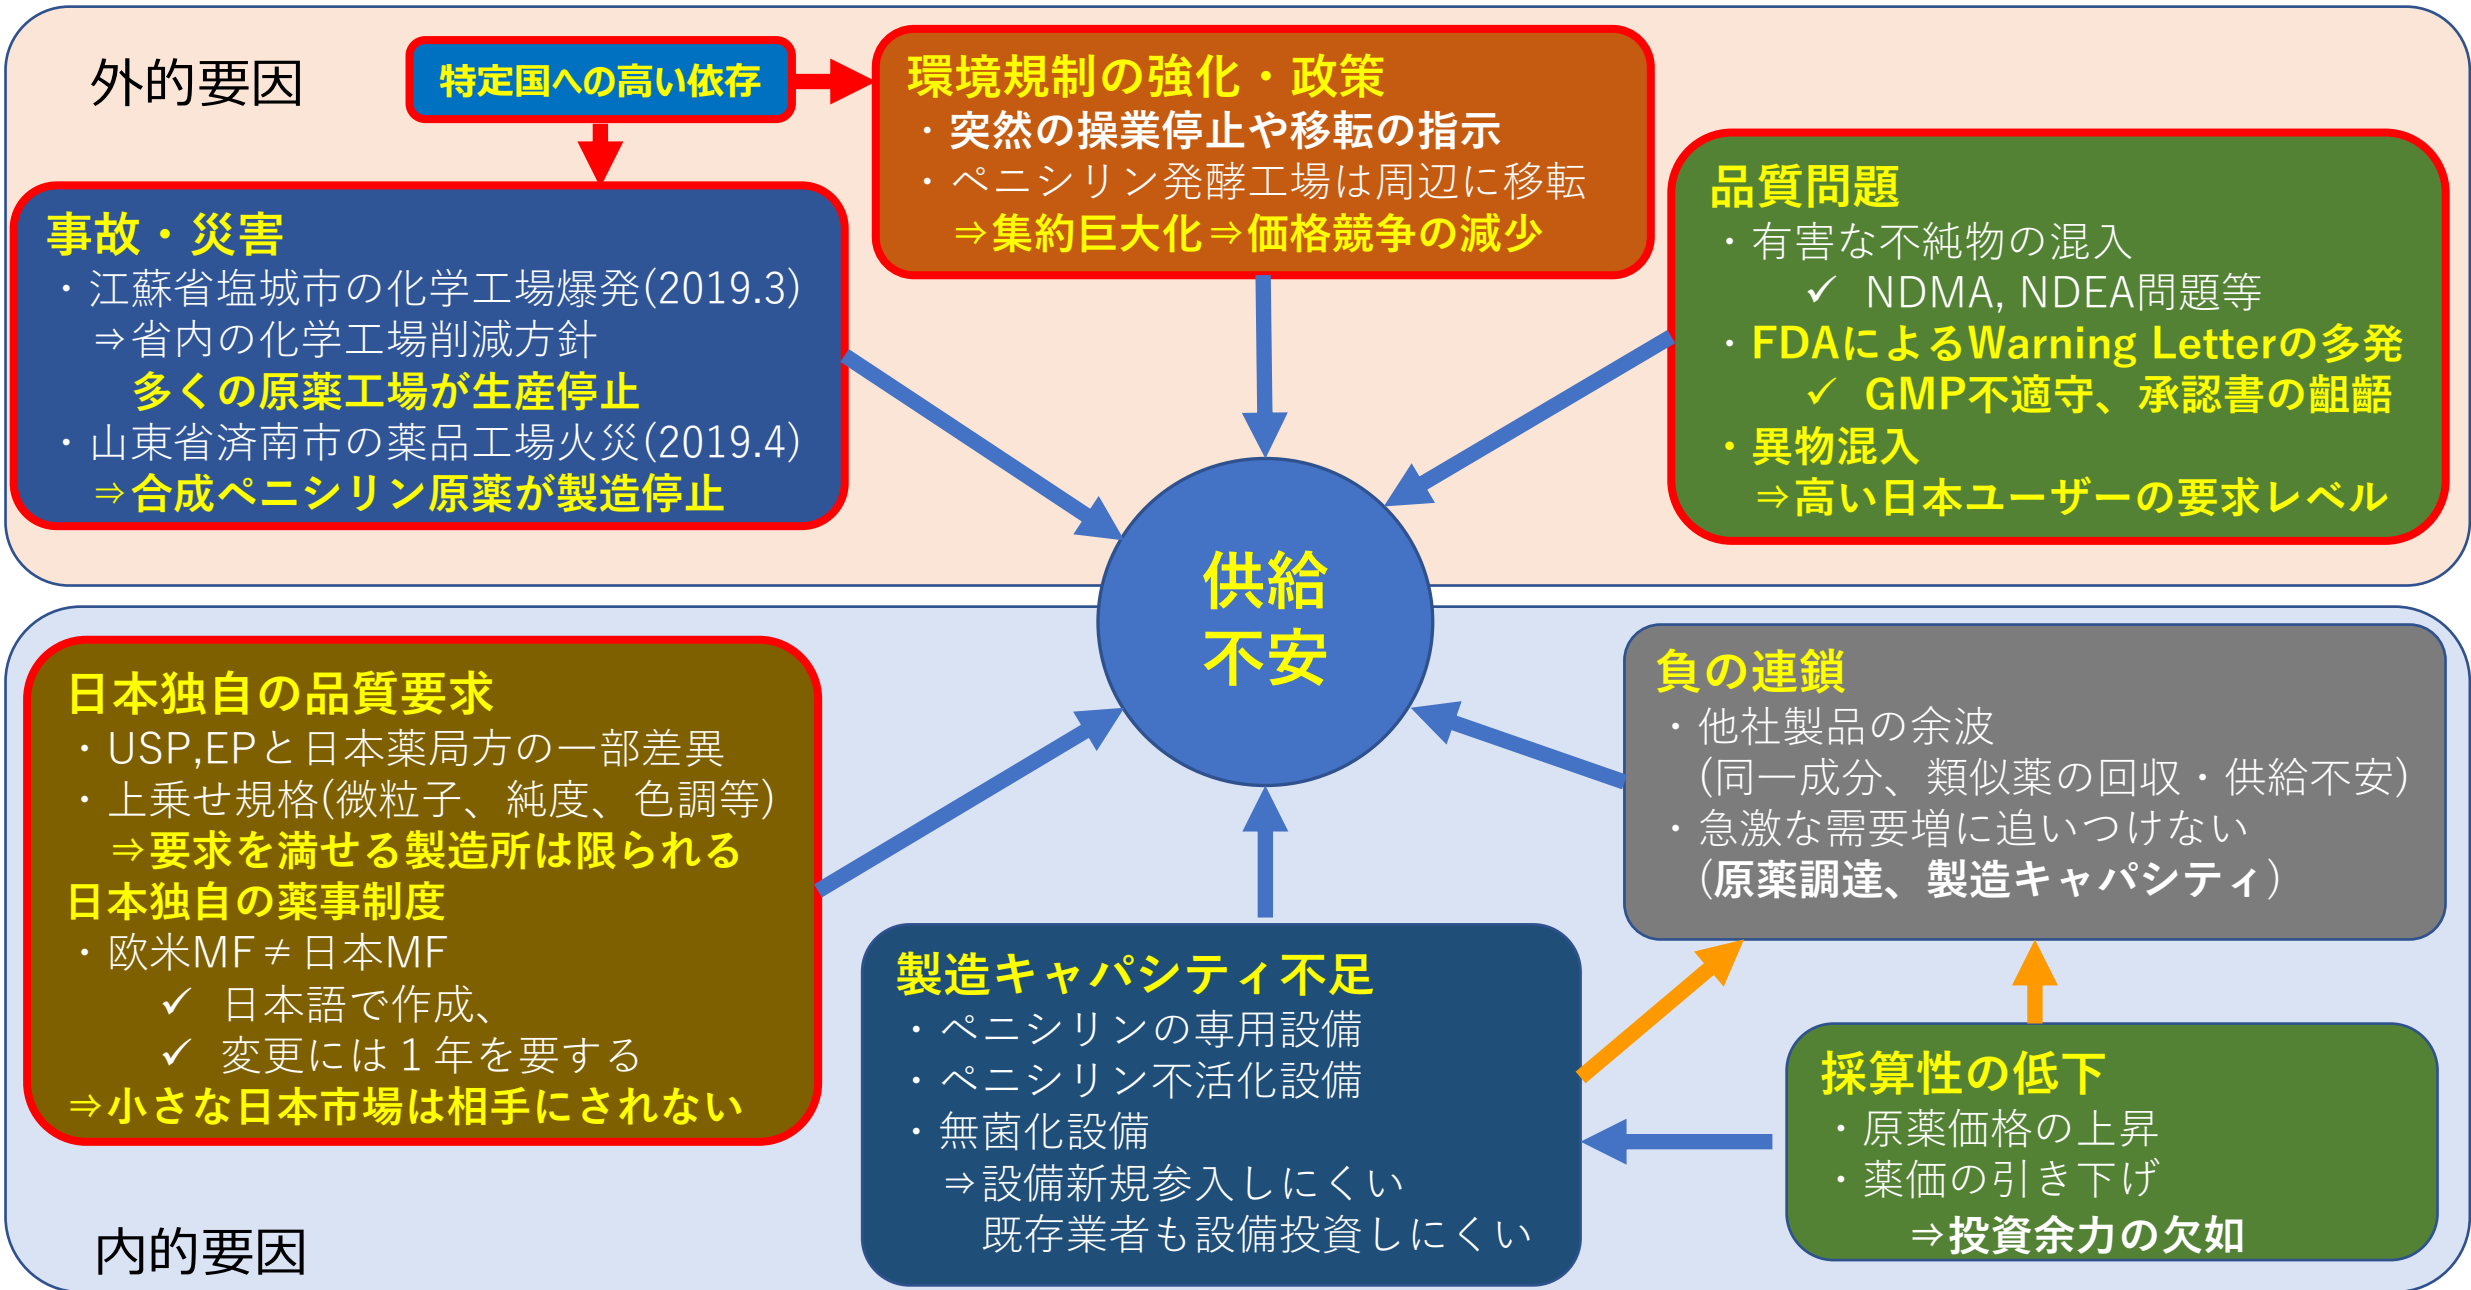 外的要因
特定国への高い依存
環境規制の強化・政策
・突然の操業停止や移転の指示
・ペニシリン発酵工場は周辺に移転
⇒集約巨大化⇒価格競争の減少
事故・災害
・江蘇省塩城市の化学工場爆発(2019.3)
⇒省内の化学工場削減方針
多くの原薬工場が生産停止
・山東省済南市の薬品工場火災(2019.4)
⇒合成ペニシリン原薬が製造停止
品質問題
・有害な不純物の混入
✓ NDMA, NDEA問題等
・FDAによるWarning Letterの多発
✓ GMP不適守、承認書の齟齬
・異物混入
⇒高い日本ユーザーの要求レベル
供給
不安
日本独自の品質要求
・USP,EPと日本薬局方の一部差異
・上乗せ規格(微粒子、純度、色調等)
⇒要求を満せる製造所は限られる
日本独自の薬事制度
・欧米MF≠日本MF
✓ 日本語で作成、
✓ 変更には１年を要する
⇒小さな日本市場は相手にされない
負の連鎖
・他社製品の余波
(同一成分、類似薬の回収・供給不安)
・急激な需要増に追いつけない
(原薬調達、製造キャパシティ)
製造キャパシティ不足
・ペニシリンの専用設備
・ペニシリン不活化設備
・無菌化設備
⇒設備新規参入しにくい
既存業者も設備投資しにくい
採算性の低下
・原薬価格の上昇
・薬価の引き下げ
⇒投資余力の欠如
内的要因